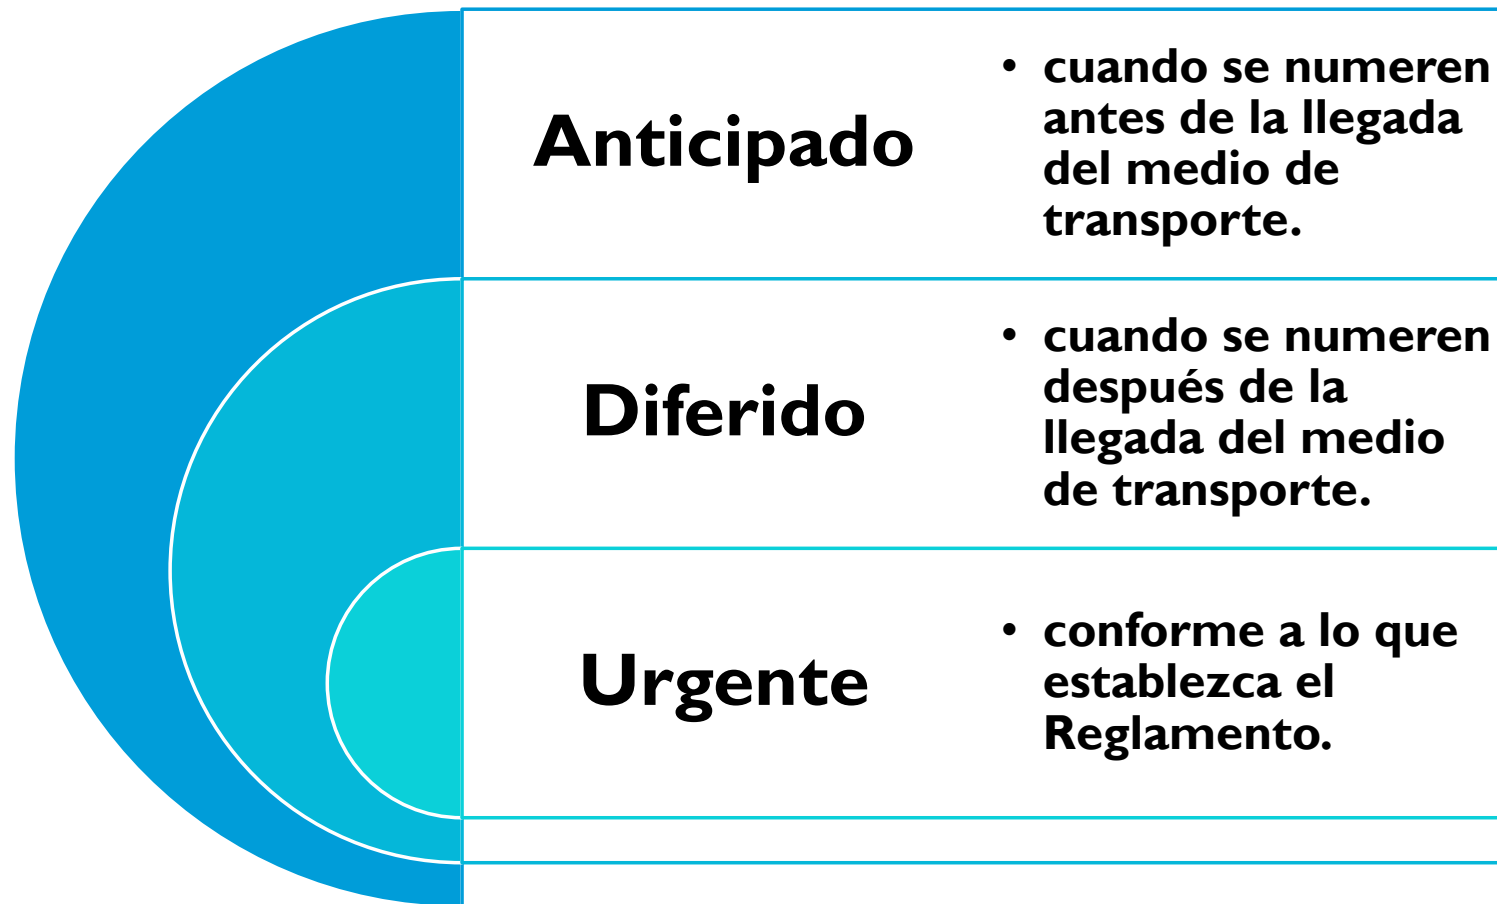 Anticipado
• cuando se numeren
antes de la llegada
del medio de
transporte.
Diferido
• cuando se numeren
después de la
llegada del medio
de transporte.
Urgente
• conforme a lo que
establezca el
Reglamento.